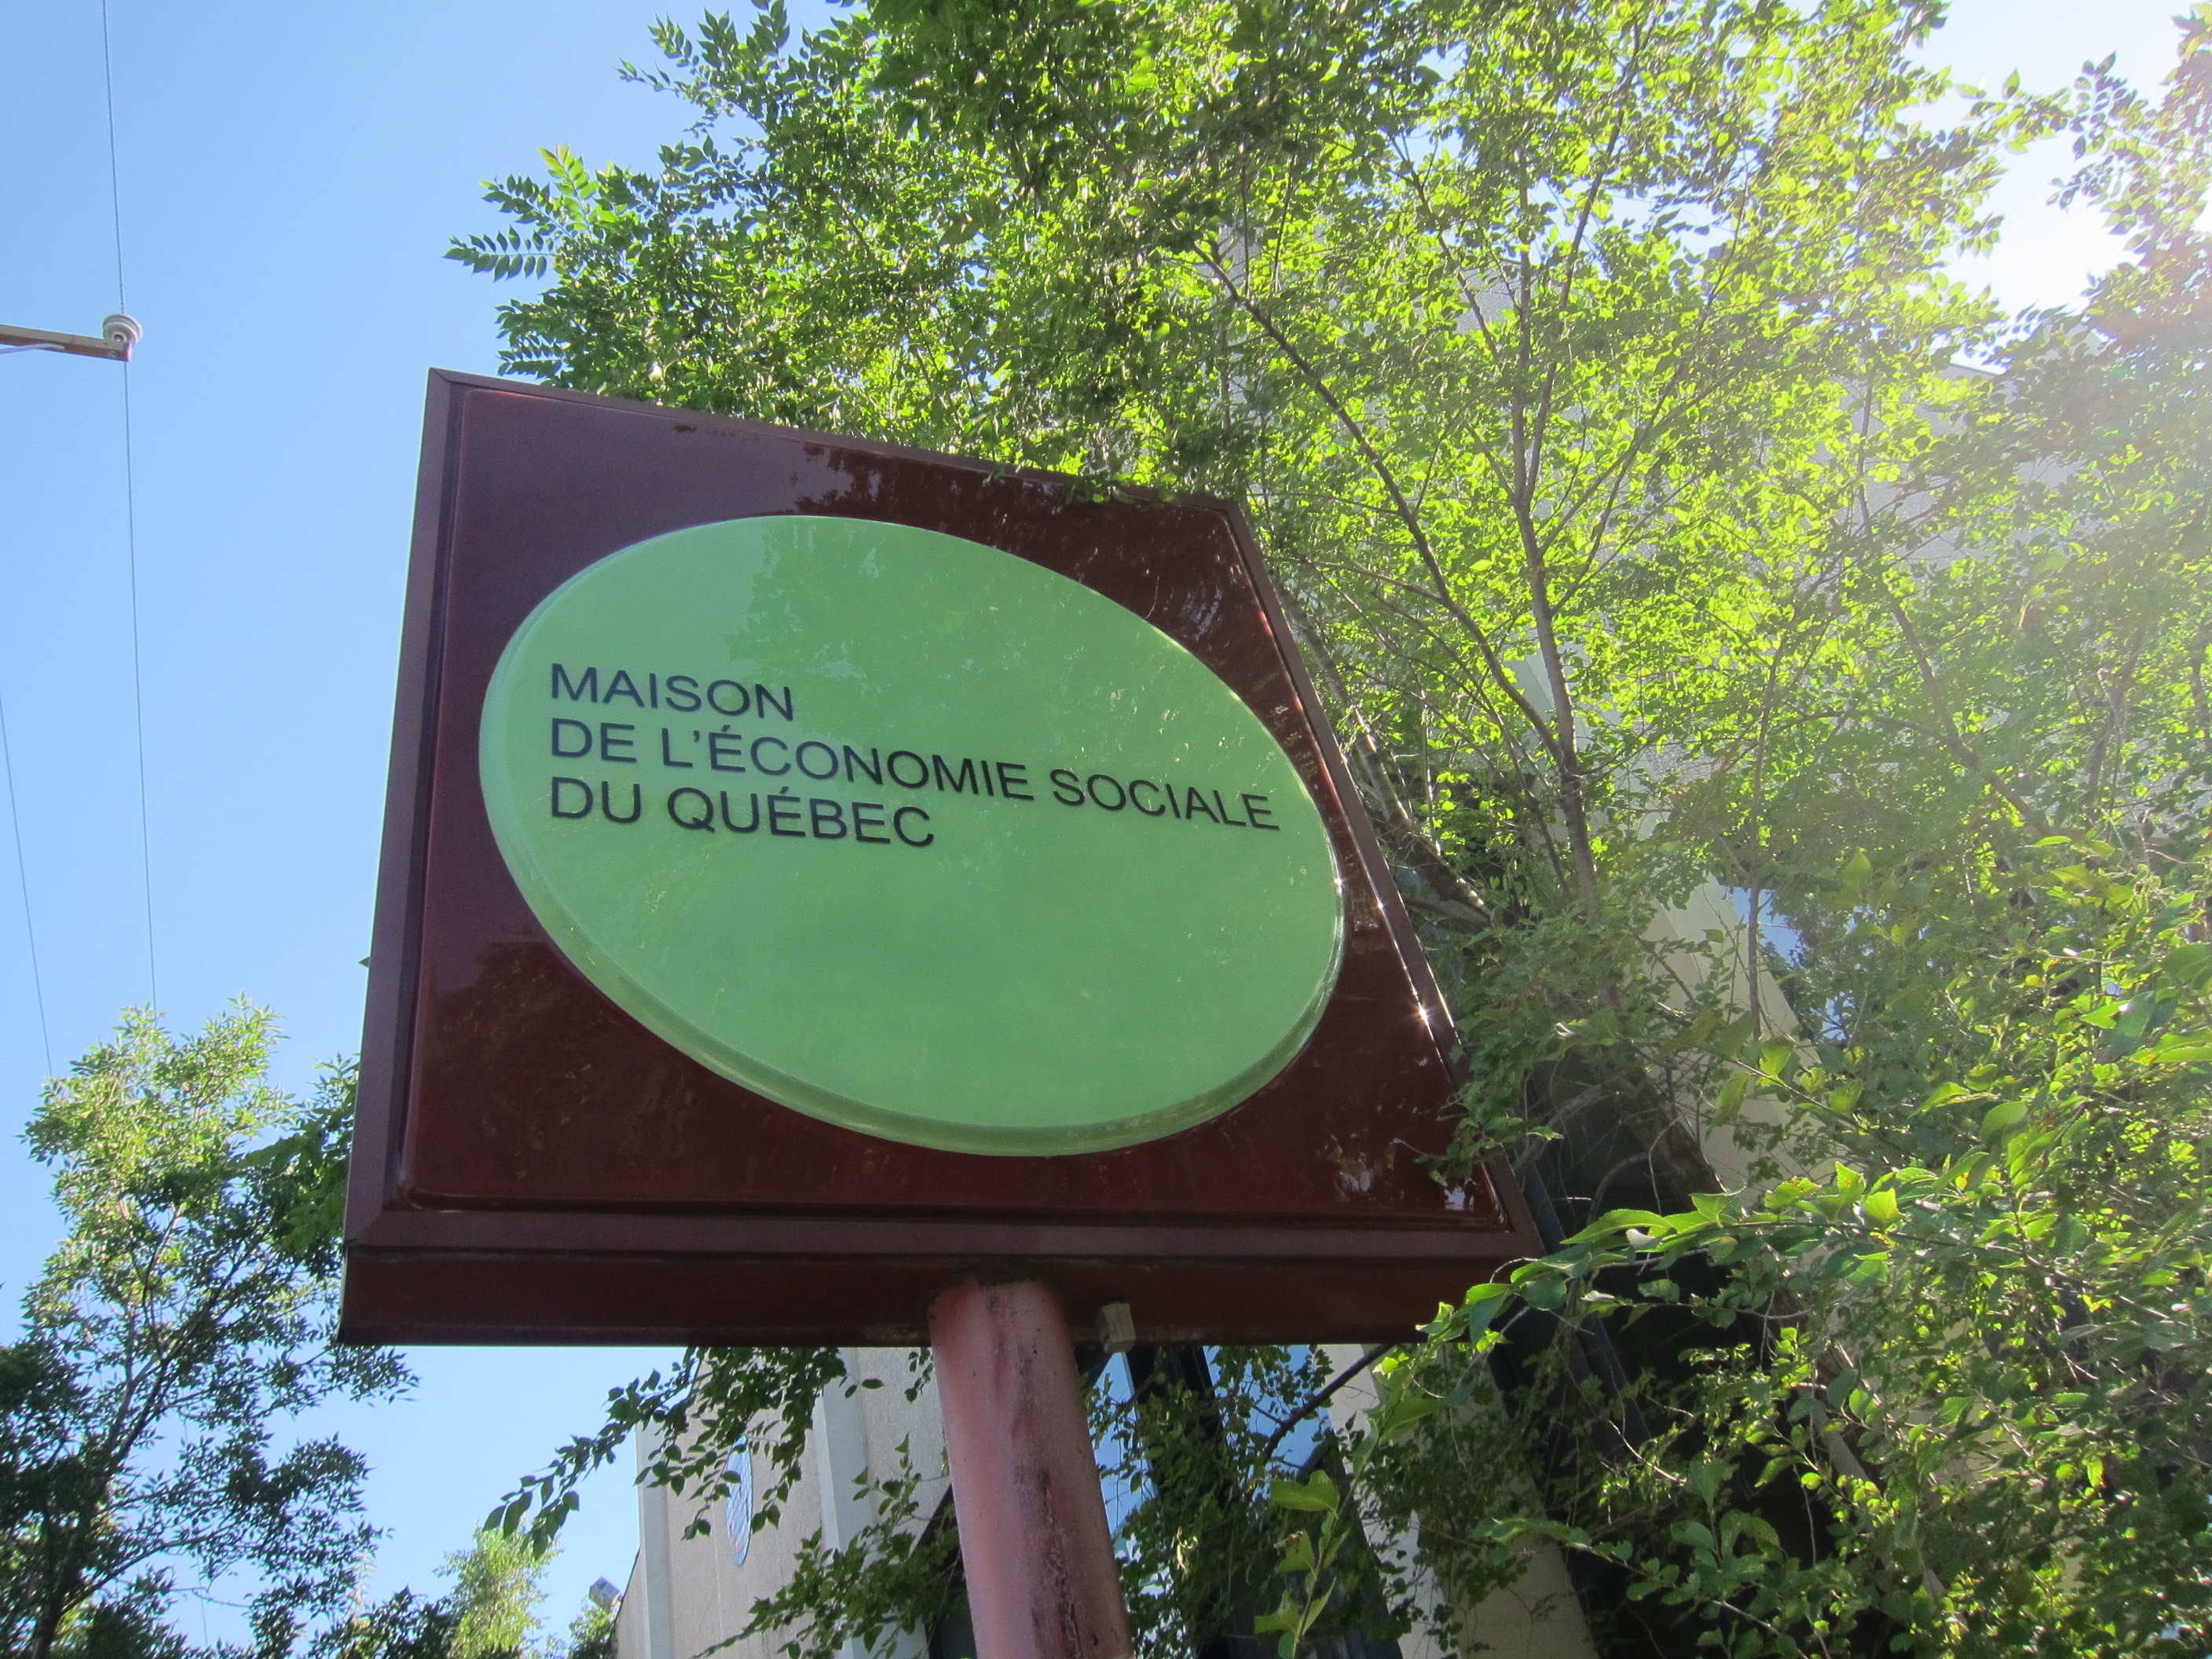 MAISON
DE L’ÉCONOMIE SOCIALE
DU QUÉBEC